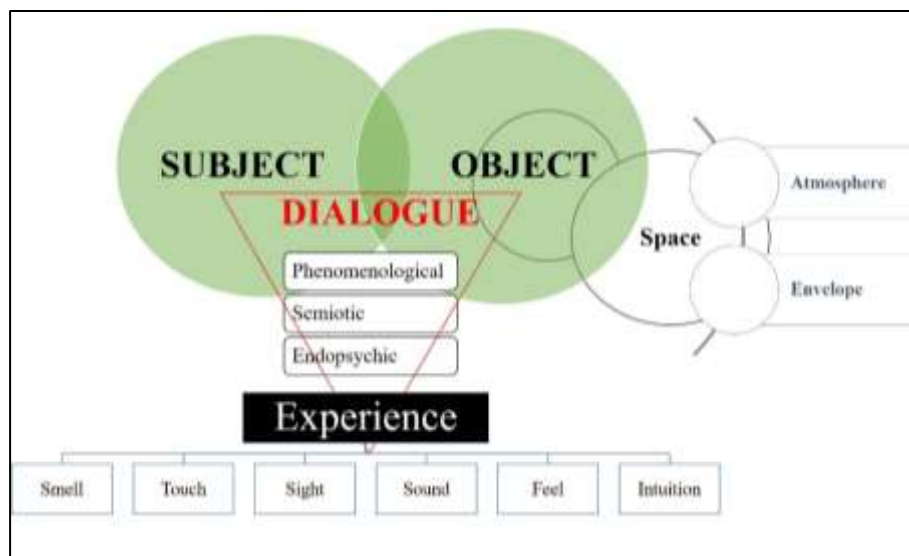 SUBJECT
OBJECT
DIALOGUE
Atmosphere
Space
Envelope
Phenomenological
Semiotic
Endopsychic
Experience
Smell
Touch
Sight
Sound
Feel
Intuition